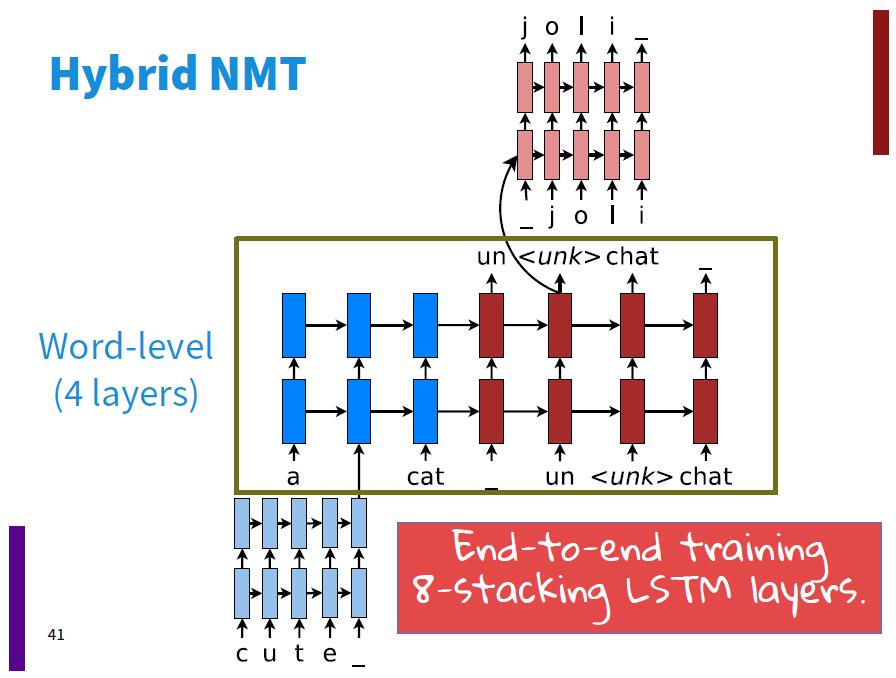 Hybrid NMT
j o l i _
_ j o l i
un <unk> chat _
Word-level
(4 layers)
a cat _ un <unk> chat
End-to-end training
8-stacking LSTM layers.
41
c u t e _